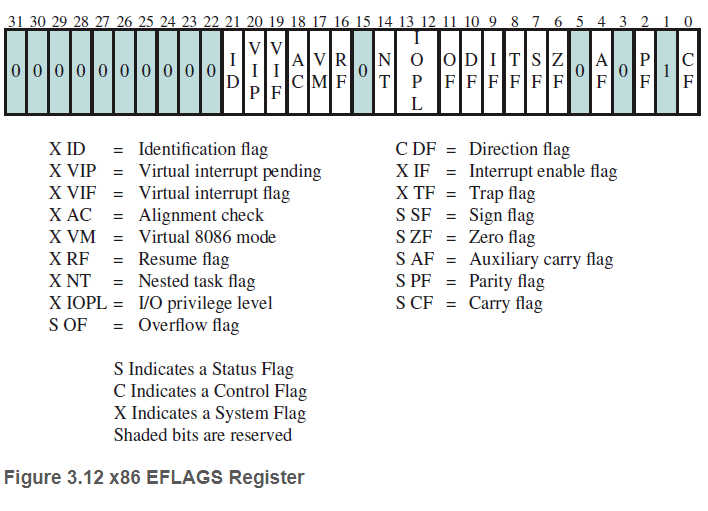 31 30 29 28 27 26 25 24 23 22 21 20 19 18 17 16 15 14 13 12 11 10 9 8 7 6 5 4 3 2 1 0
0 0 0 0 0 0 0 0 0 0 ID VIP VIF AC VM RF 0 NT IOPL OF DF IF TF SF ZF 0 AF 0 PF 1 CF
X ID = Identification flag
X VIP = Virtual interrupt pending
X VIF = Virtual interrupt flag
X AC = Alignment check
X VM = Virtual 8086 mode
X RF = Resume flag
X NT = Nested task flag
X IOPL = I/O privilege level
S OF = Overflow flag
C DF = Direction flag
X IF = Interrupt enable flag
X TF = Trap flag
S SF = Sign flag
S ZF = Zero flag
S AF = Auxiliary carry flag
S PF = Parity flag
S CF = Carry flag
S Indicates a Status Flag
C Indicates a Control Flag
X Indicates a System Flag
Shaded bits are reserved
Figure 3.12 x86 EFLAGS Register